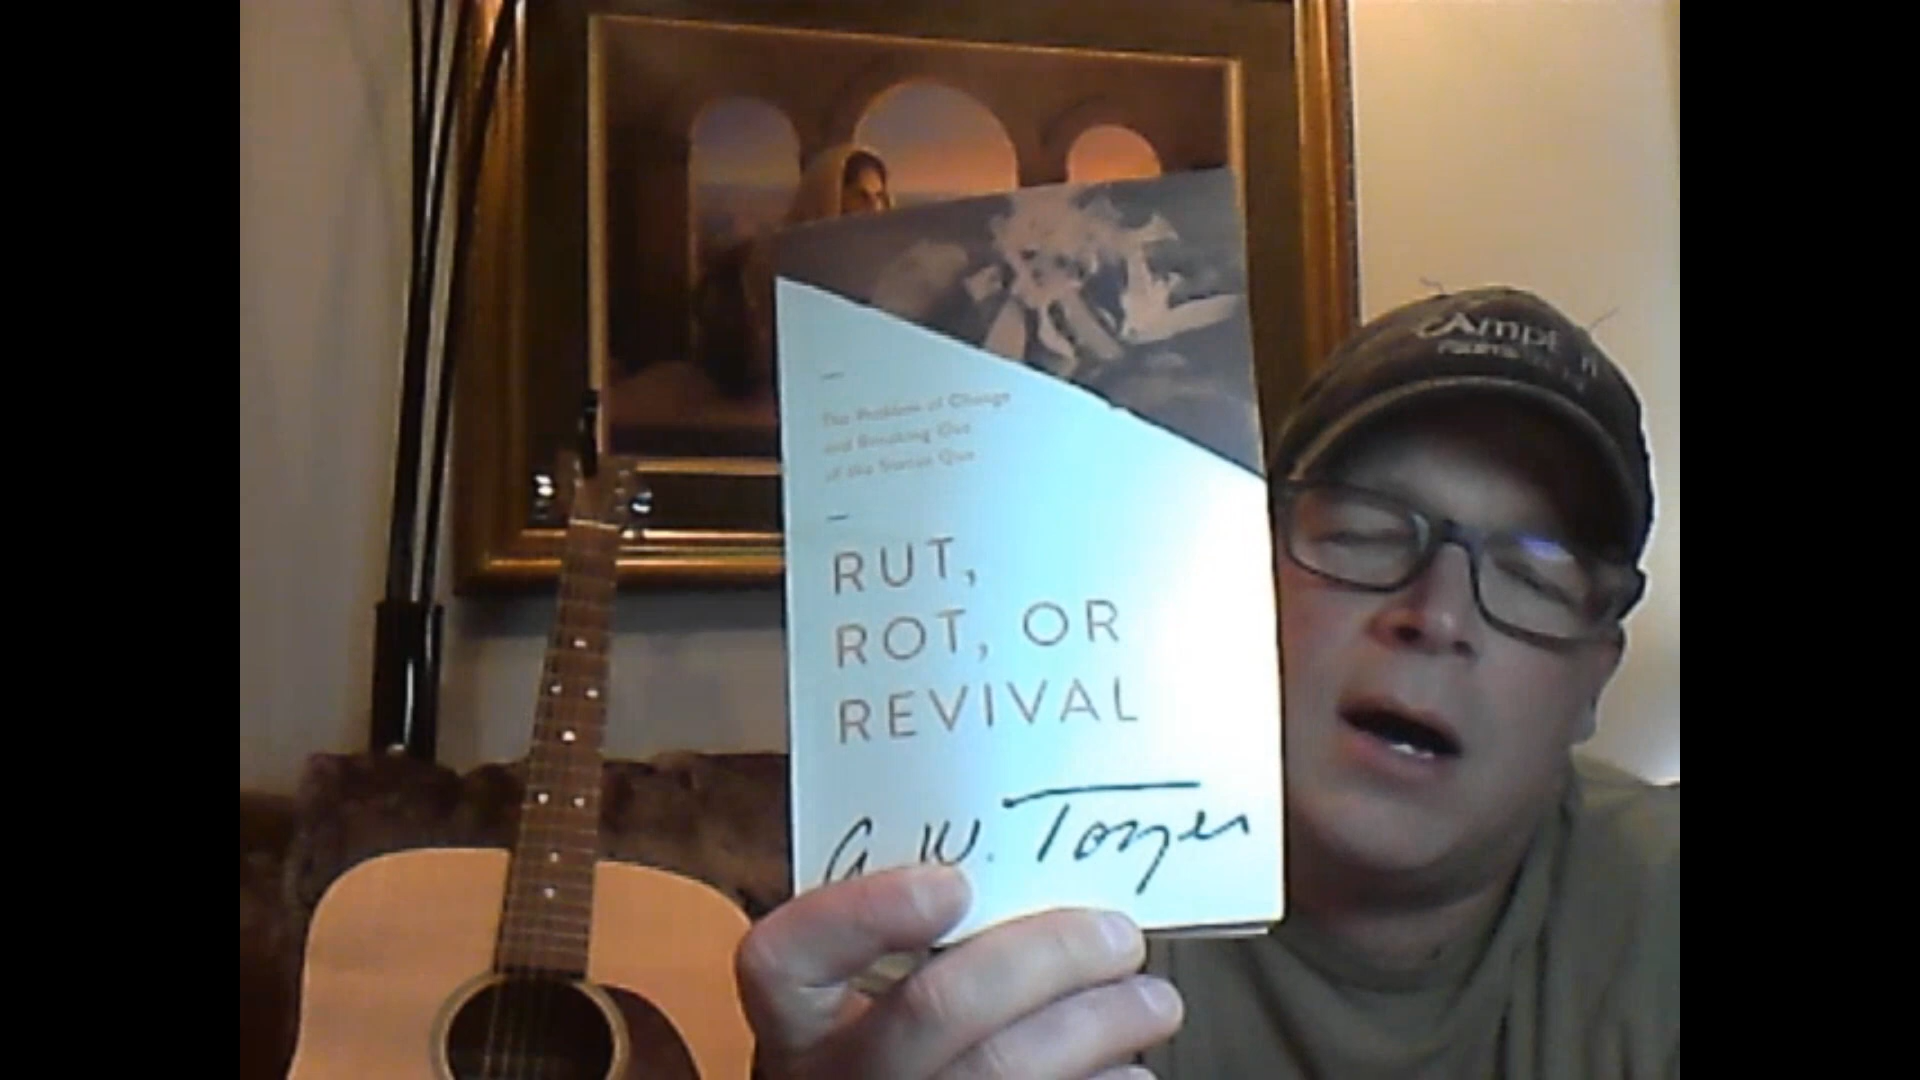 The Problem of Change
and Breaking Out
of the Status Quo
RUT,
ROT, OR
REVIVAL
A. W. Tozer